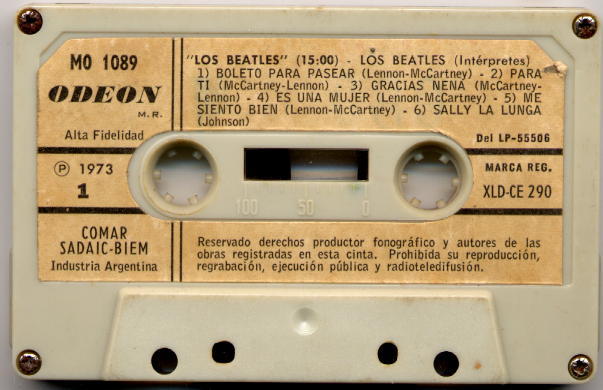 MO 1089
ODEON
M.R.
Alta Fidelidad
"LOS BEATLES" (15:00) - LOS BEATLES (Intérpretes)
1) BOLETO PARA PASEAR (Lennon-McCartney) - 2) PARA
TI (McCartney-Lennon) - 3) GRACIAS NENA (McCartney-
Lennon) - 4) ES UNA MUJER (Lennon-McCartney) - 5) ME
SIENTO BIEN (Lennon-McCartney) - 6) SALLY LA LUNGA
(Johnson)
Del LP-55506
Ⓟ 1973
1
100 50 0
MARCA REG.
XLD-CE 290
COMAR
SADAIC-BIEM
Industria Argentina
Reservado derechos productor fonográfico y autores de las
obras registradas en esta cinta. Prohibida su reproducción,
regrabación, ejecución pública y radioteledifusión.